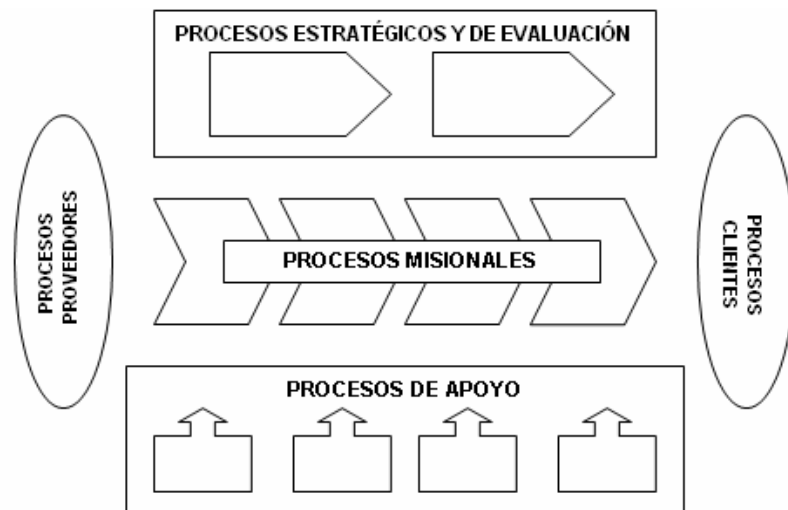 PROCESOS ESTRATÉGICOS Y DE EVALUACIÓN
PROCESOS
PROVEEDORES
PROCESOS MISIONALES
PROCESOS
CLIENTES
PROCESOS DE APOYO